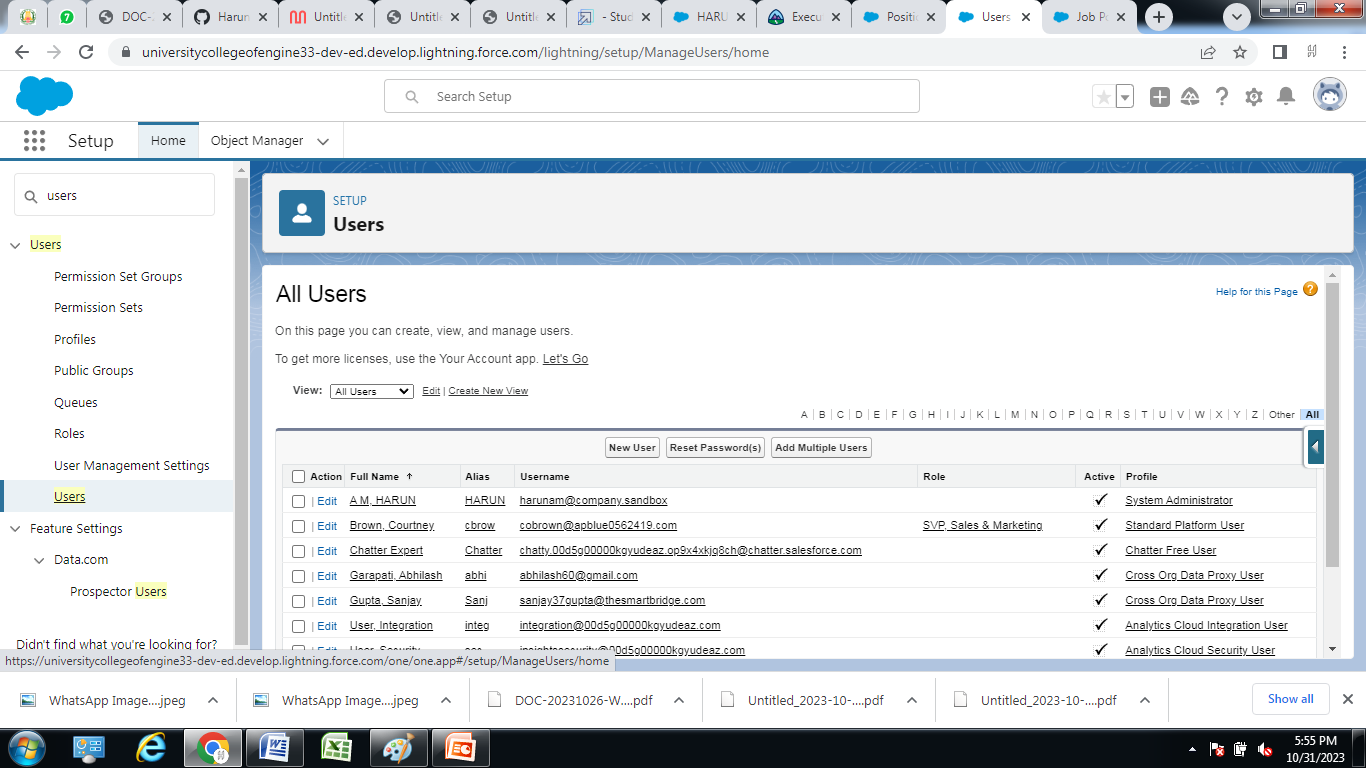 DOC-2
Harun
Untitle
Untitle
Untitle
- Stud
HARU
Execu
Positi
Users
Job Po
universitycollegeofengine33-dev-ed.develop.lightning.force.com/lightning/setup/ManageUsers/home
Search Setup
Setup
Home
Object Manager
users
Users
Permission Set Groups
Permission Sets
Profiles
Public Groups
Queues
Roles
User Management Settings
Users
Feature Settings
Data.com
Prospector Users
Didn't find what you're looking for?
SETUP
Users
All Users
Help for this Page
On this page you can create, view, and manage users.
To get more licenses, use the Your Account app. Let's Go
View: All Users Edit | Create New View
A | B | C | D | E | F | G | H | I | J | K | L | M | N | O | P | Q | R | S | T | U | V | W | X | Y | Z | Other | All
New User Reset Password(s) Add Multiple Users
Action Full Name ↑ Alias Username Role Active Profile
| Edit A M, HARUN HARUN harunam@company.sandbox System Administrator
| Edit Brown, Courtney cbrow cobrown@apblue0562419.com SVP, Sales & Marketing Standard Platform User
| Edit Chatter Expert Chatter chatty.00d5g00000kgyudeaz.op9x4xkjq8ch@chatter.salesforce.com Chatter Free User
| Edit Garapati, Abhilash abhi abhilash60@gmail.com Cross Org Data Proxy User
| Edit Gupta, Sanjay Sanj sanjay37gupta@thesmartbridge.com Cross Org Data Proxy User
| Edit User, Integration integ integration@00d5g00000kgyudeaz.com Analytics Cloud Integration User
| Edit User, Security sec insightssecurity@00d5g00000kgyudeaz.com Analytics Cloud Security User
https://universitycollegeofengine33-dev-ed.develop.lightning.force.com/one/one.app#/setup/ManageUsers/home
WhatsApp Image....jpeg
WhatsApp Image....jpeg
DOC-20231026-W....pdf
Untitled_2023-10-....pdf
Untitled_2023-10-....pdf
Show all
5:55 PM
10/31/2023